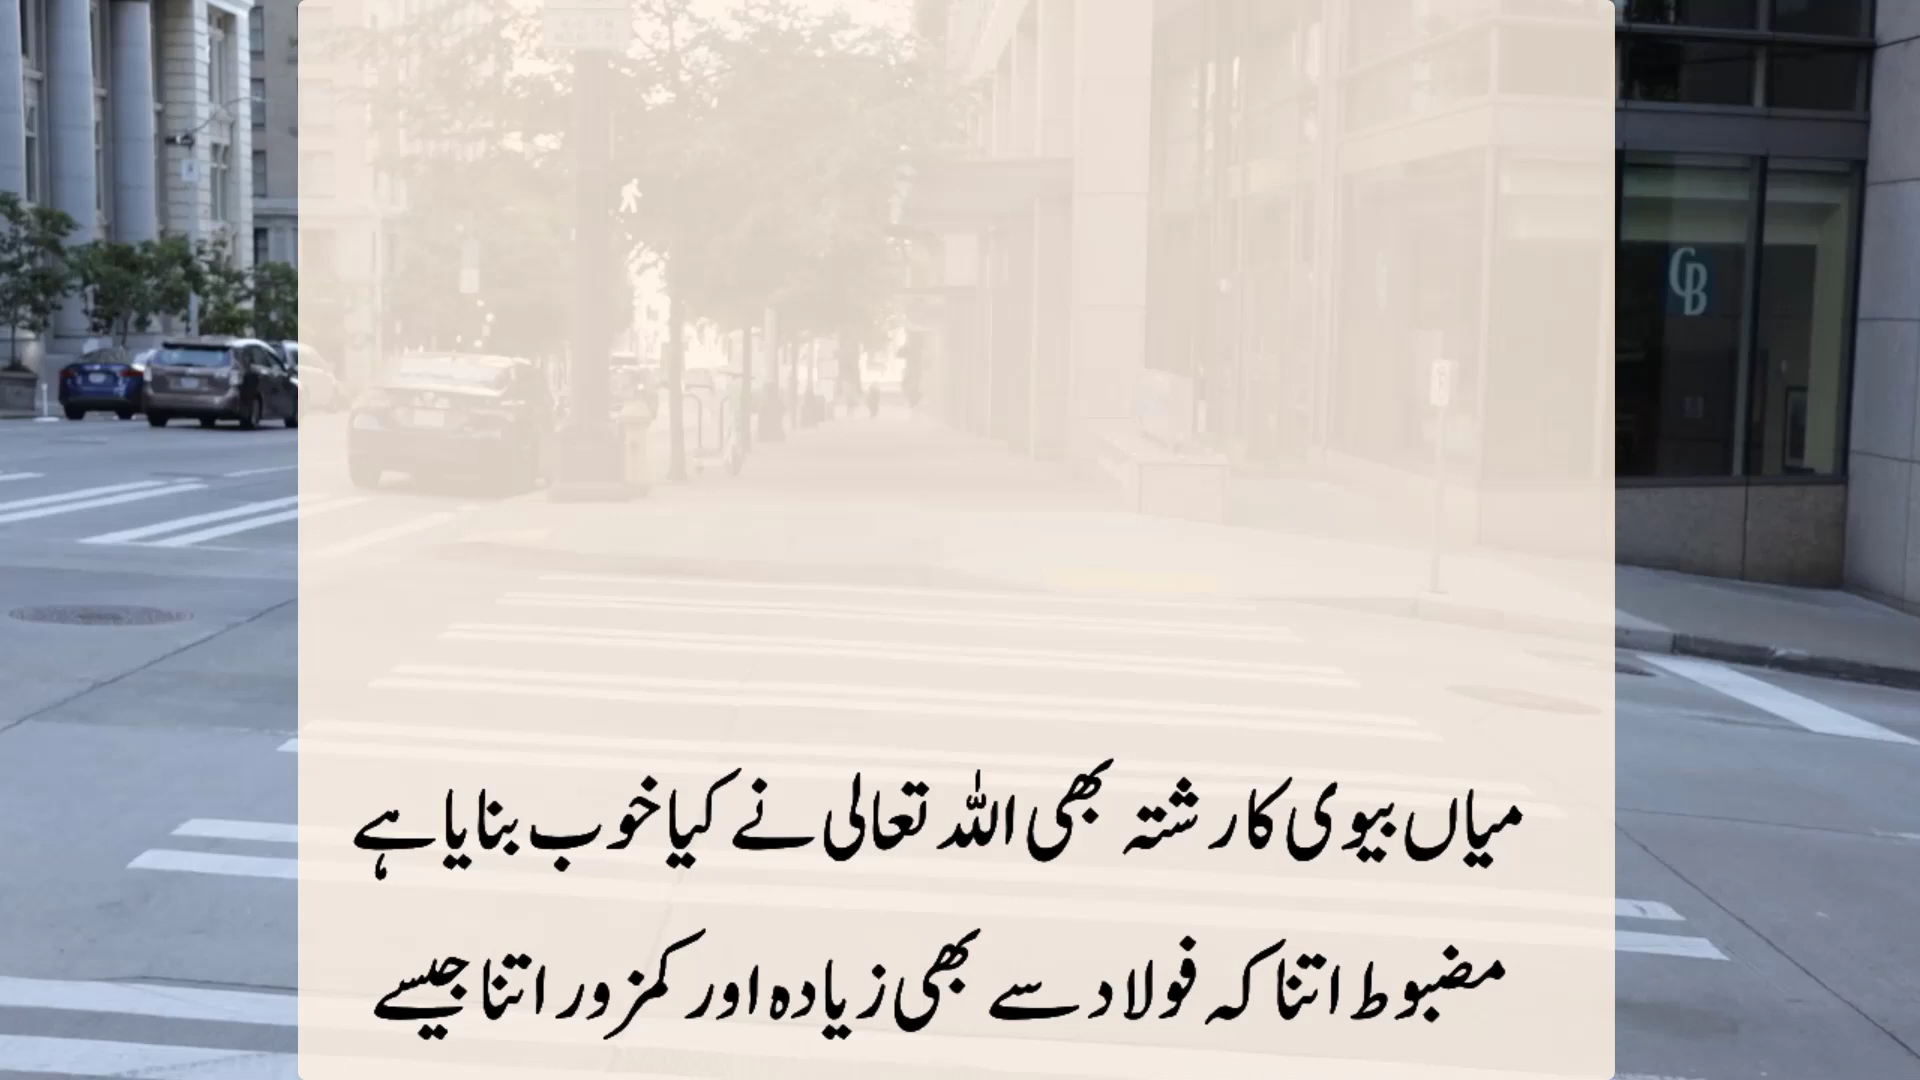 میاں بیوی کا رشتہ بھی اللہ تعالی نے کیا خوب بنایا ہے
مضبوط اتنا کہ فولاد سے بھی زیادہ اور کمزور اتنا جیسے
CB